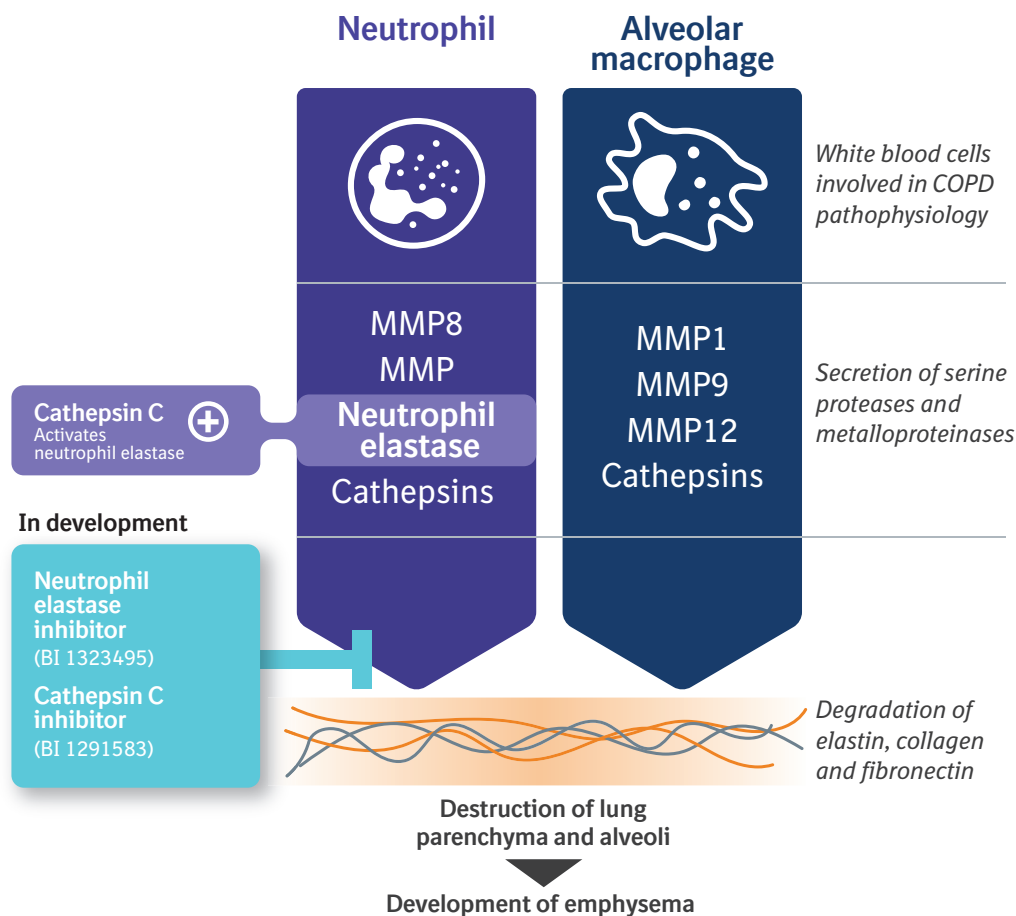 Neutrophil
Alveolar
macrophage
White blood cells
involved in COPD
pathophysiology
MMP8
MMP
Neutrophil
elastase
Cathepsins
MMP1
MMP9
MMP12
Cathepsins
Secretion of serine
proteases and
metalloproteinases
Cathepsin C
Activates
neutrophil elastase
In development
Neutrophil
elastase
inhibitor
(BI 1323495)
Cathepsin C
inhibitor
(BI 1291583)
Degradation of
elastin, collagen
and fibronectin
Destruction of lung
parenchyma and alveoli
Development of emphysema